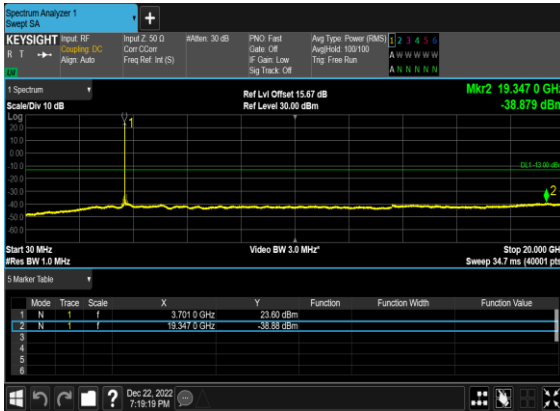 Spectrum Analyzer 1
Swept SA
+
KEYSIGHT Input: RF Input Z: 50 Ω #Atten: 30 dB PNO: Fast Avg Type: Power (RMS) 1 2 3 4 5 6
R T Coupling: DC Corr CCorr Gate: Off Avg|Hold: 100/100 A W W W W W
Align: Auto Freq Ref: Int (S) IF Gain: Low Trig: Free Run
Sig Track: Off A N N N N N
1 Spectrum
Scale/Div 10 dB
Ref Lvl Offset 15.67 dB
Ref Level 30.00 dBm
Mkr2 19.347 0 GHz
-38.879 dBm
Log
1
20.0
10.0
0.00
-10.0
DL1 -13.00 dBm
-20.0
-30.0
2
-40.0
-50.0
-60.0
Start 30 MHz Video BW 3.0 MHz* Stop 20.000 GHz
#Res BW 1.0 MHz Sweep 34.7 ms (40001 pts)
5 Marker Table
Mode Trace Scale X Y Function Function Width Function Value
1 N 1 f 3.701 0 GHz 23.60 dBm
2 N 1 f 19.347 0 GHz -38.88 dBm
3
4
5
6
?
Dec 22, 2022
7:19:19 PM